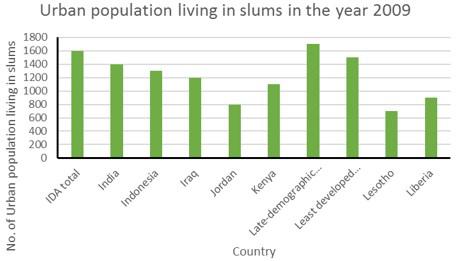 Urban population living in slums in the year 2009
No. of Urban population living in slums
1800
1600
1400
1200
1000
800
600
400
200
0
IDA total
India
Indonesia
Iraq
Jordan
Kenya
Late-demographic...
Least developed...
Lesotho
Liberia
Country